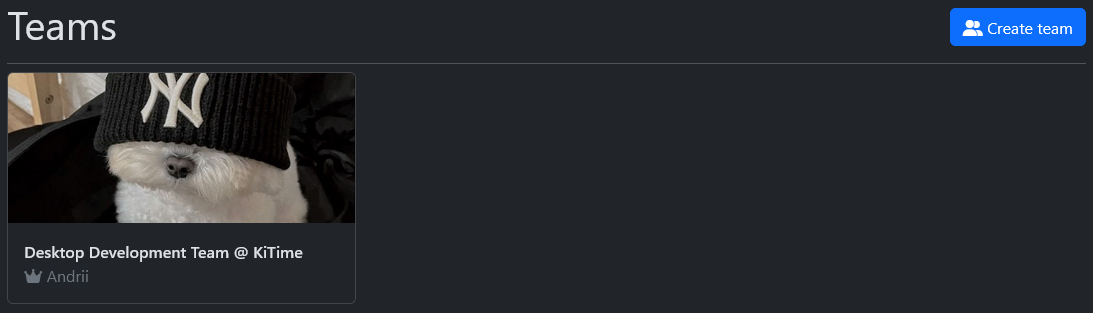 Teams
Create team
NY
Desktop Development Team @ KiTime
Andrii